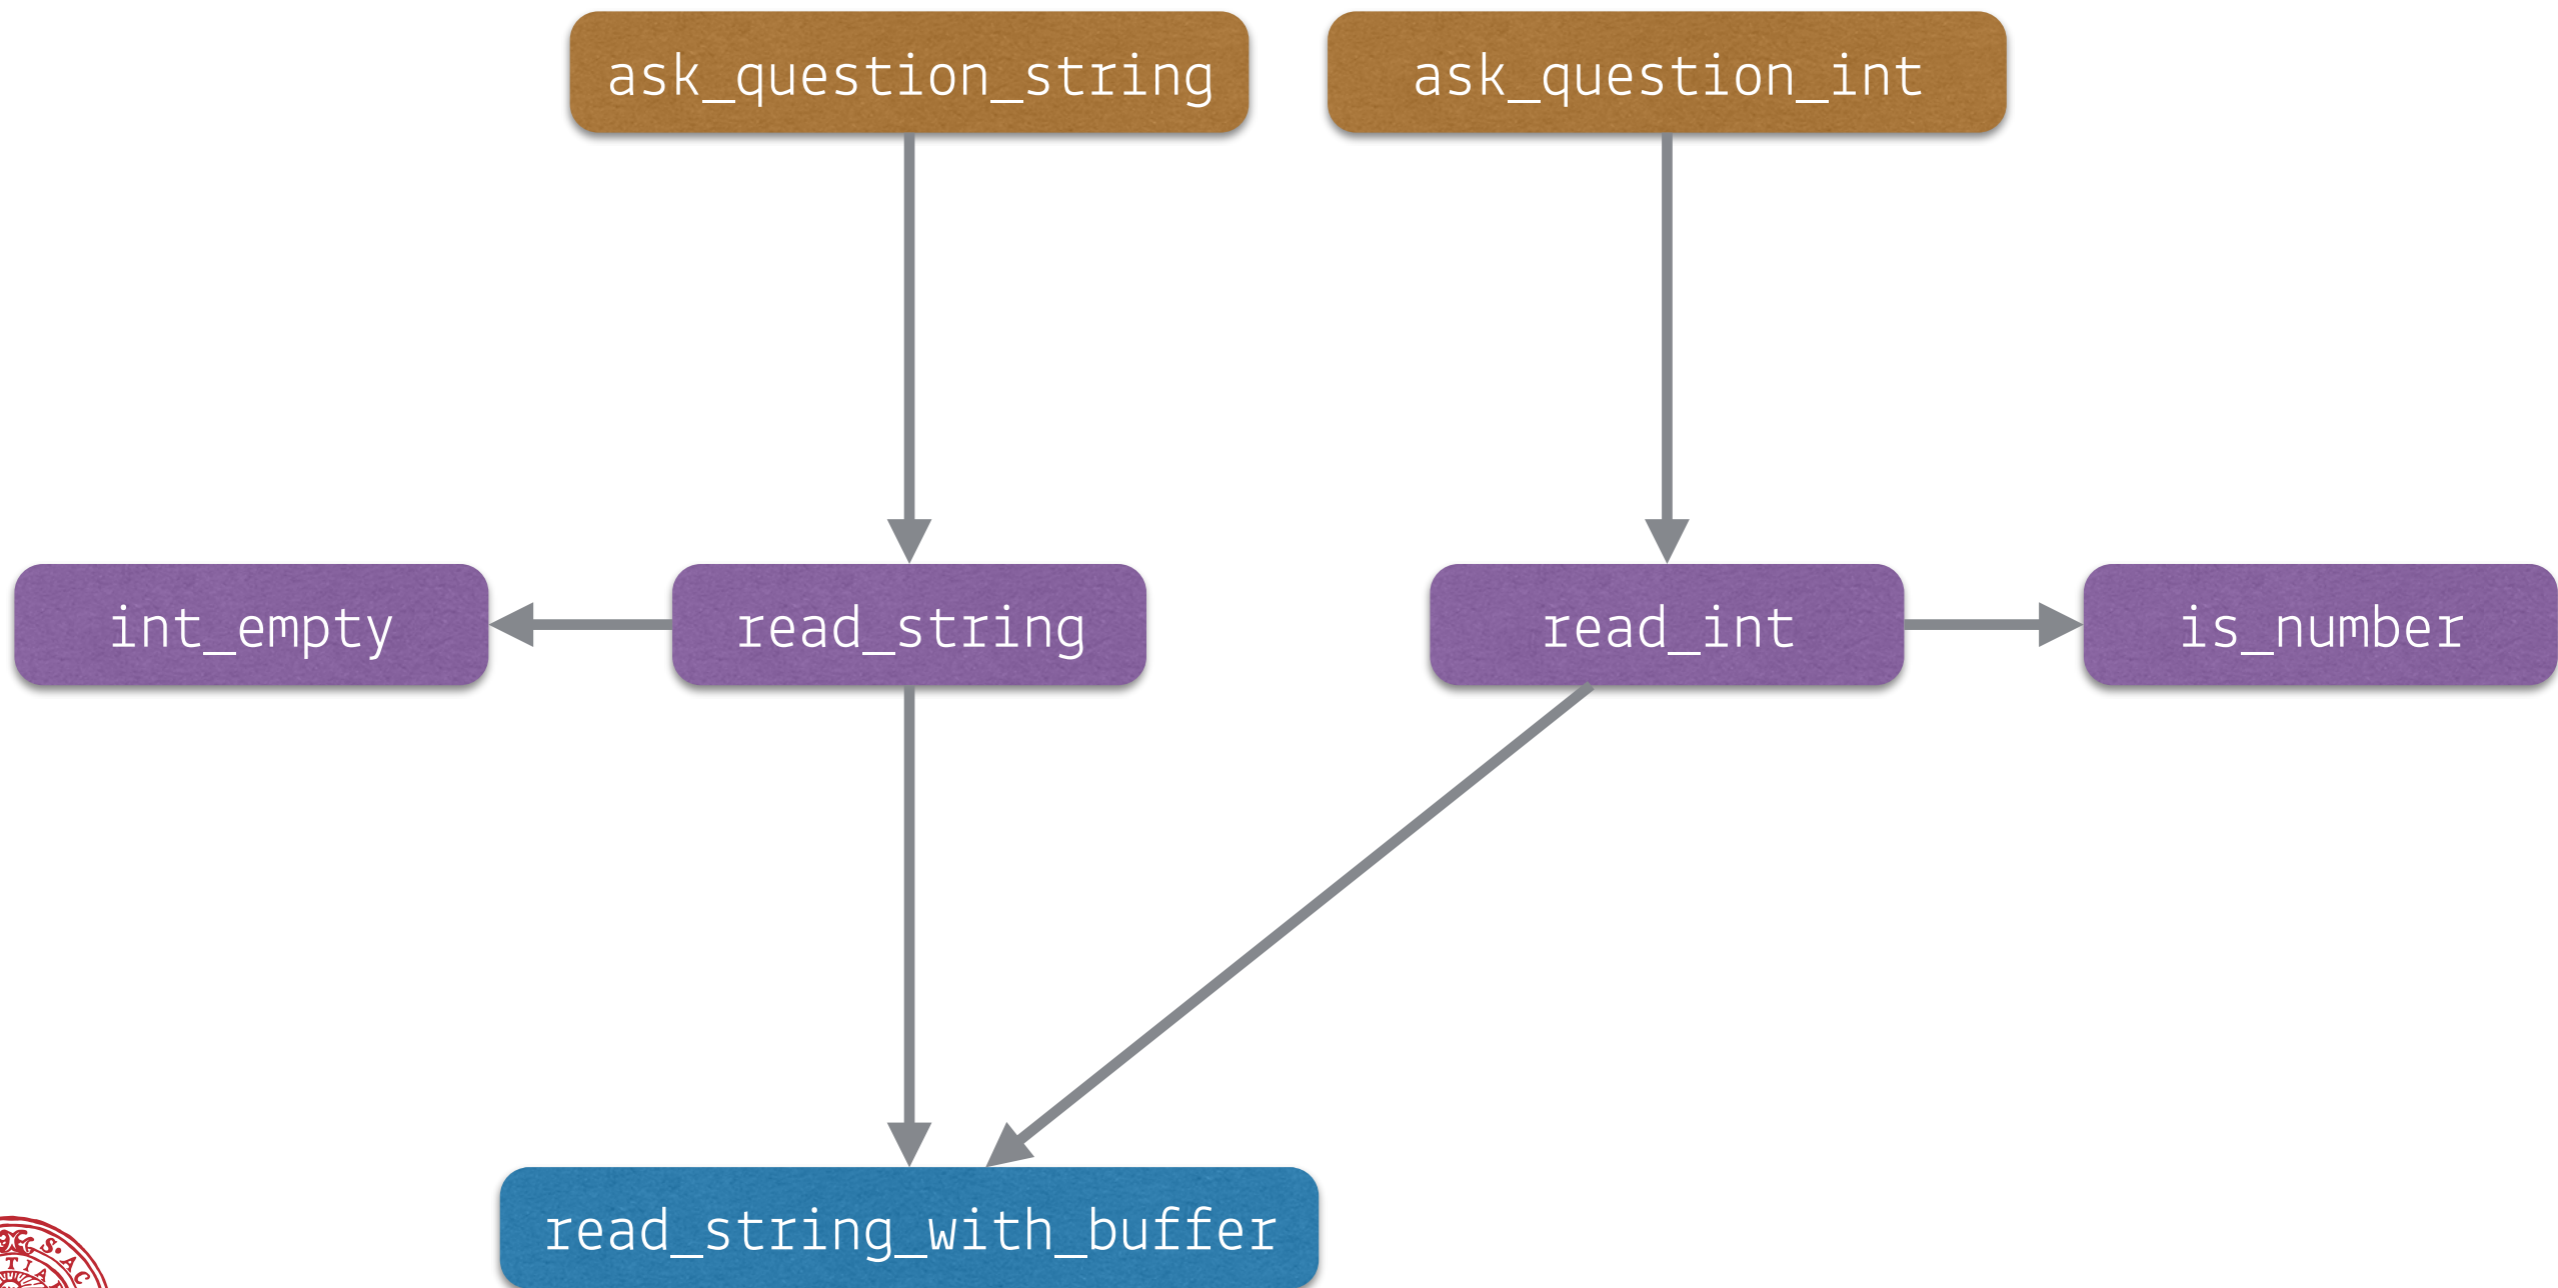 ask_question_string
ask_question_int
int_empty
read_string
read_int
is_number
read_string_with_buffer